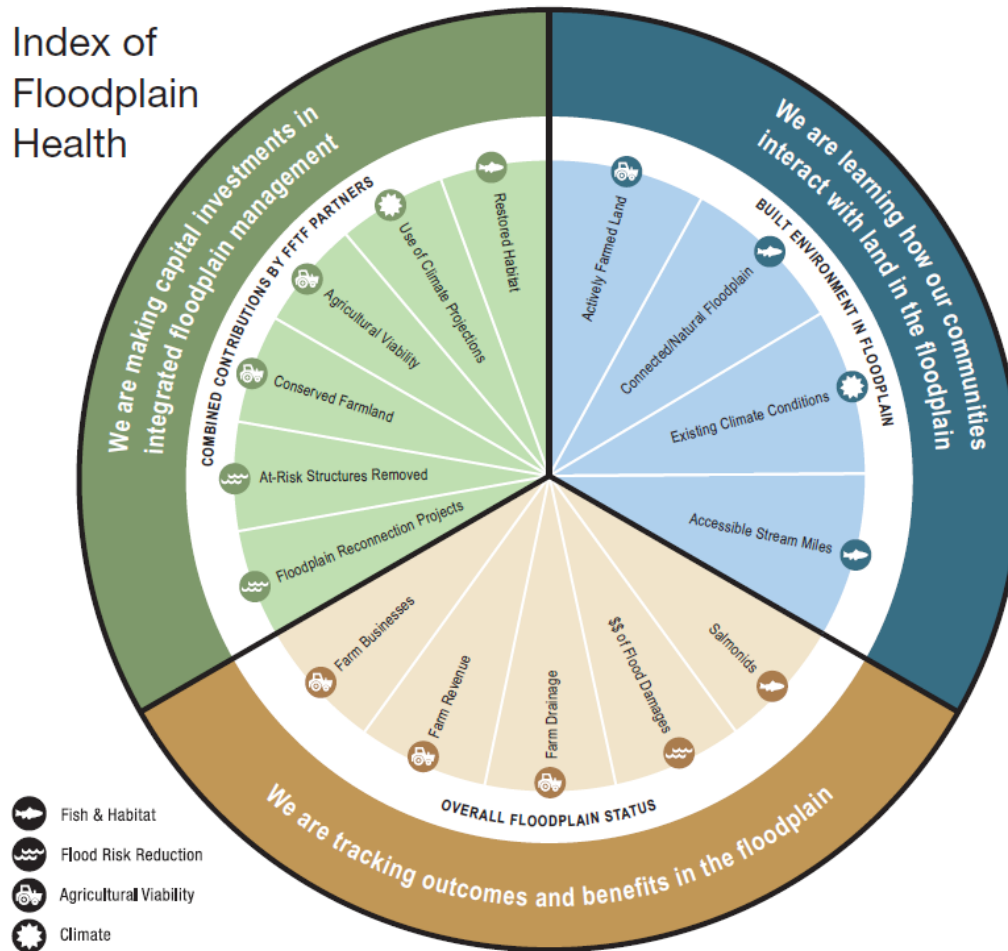 Index of
Floodplain
Health
We are making capital investments in
integrated floodplain management
COMBINED CONTRIBUTIONS BY FFTF PARTNERS
Restored Habitat
Use of Climate Projections
Agricultural Viability
Conserved Farmland
At-Risk Structures Removed
Floodplain Reconnection Projects
We are learning how our communities
interact with land in the floodplain
BUILT ENVIRONMENT IN FLOODPLAIN
Actively Farmed Land
Connected/Natural Floodplain
Existing Climate Conditions
Accessible Stream Miles
Farm Businesses
Farm Revenue
Farm Drainage
$$ of Flood Damages
Salmonids
OVERALL FLOODPLAIN STATUS
We are tracking outcomes and benefits in the floodplain
Fish & Habitat
Flood Risk Reduction
Agricultural Viability
Climate